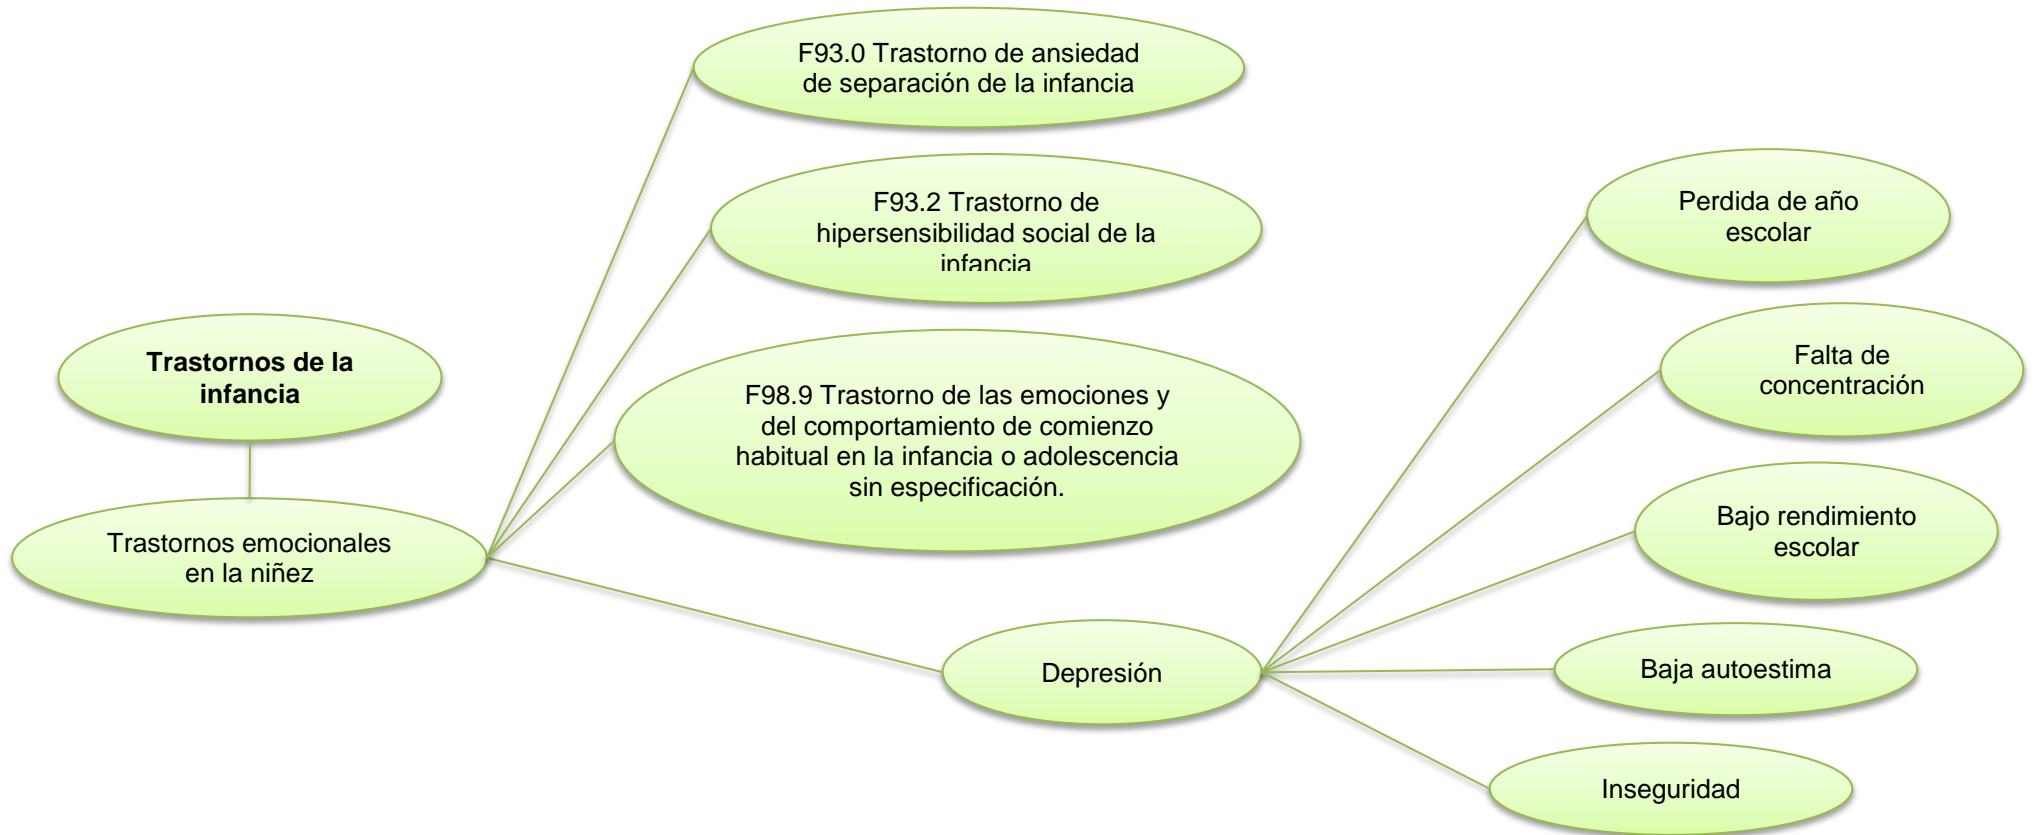 F93.0 Trastorno de ansiedad
de separación de la infancia
F93.2 Trastorno de
hipersensibilidad social de la
infancia
Trastornos de la
infancia
F98.9 Trastorno de las emociones y
del comportamiento de comienzo
habitual en la infancia o adolescencia
sin especificación.
Trastornos emocionales
en la niñez
Depresión
Perdida de año
escolar
Falta de
concentración
Bajo rendimiento
escolar
Baja autoestima
Inseguridad